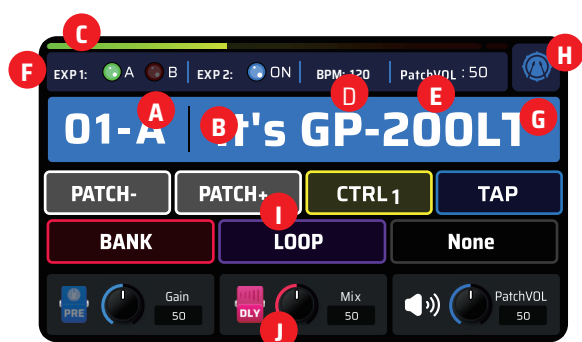 C
H
F EXP 1: A B EXP 2: ON BPM: 120 PatchVOL : 50
A D E
01-A B It's GP-200LT G
PATCH- PATCH+ CTRL 1 TAP
I
BANK LOOP None
PRE Gain 50 DLY Mix 50 PatchVOL 50
J